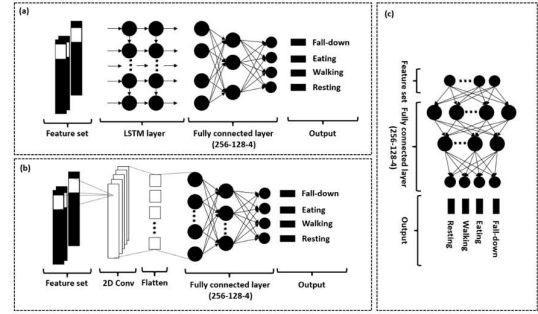 (a)
Fall-down
Eating
Walking
Resting
Feature set
LSTM layer
Fully connected layer
(256-128-4)
Output
(b)
Fall-down
Eating
Walking
Resting
Feature set
2D Conv
Flatten
Fully connected layer
(256-128-4)
Output
(c)
Feature set
Fully connected layer
(256-128-4)
Output
Resting
Walking
Eating
Fall-down